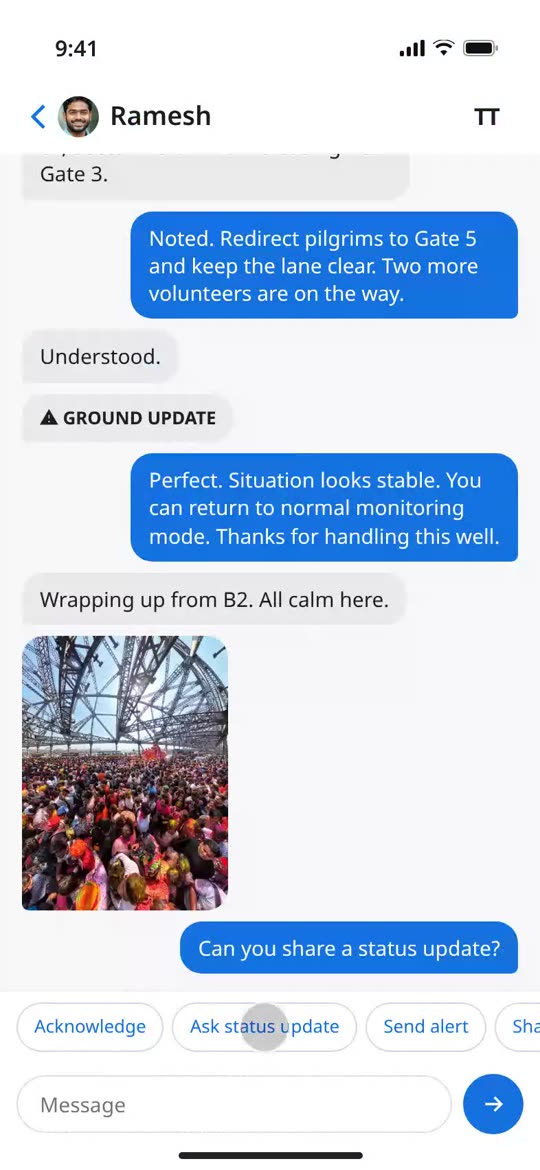 9:41
Ramesh
TT
Gate 3.
Noted. Redirect pilgrims to Gate 5
and keep the lane clear. Two more
volunteers are on the way.
Understood.
GROUND UPDATE
Perfect. Situation looks stable. You
can return to normal monitoring
mode. Thanks for handling this well.
Wrapping up from B2. All calm here.
Can you share a status update?
Acknowledge
Ask status update
Send alert
Sha
Message